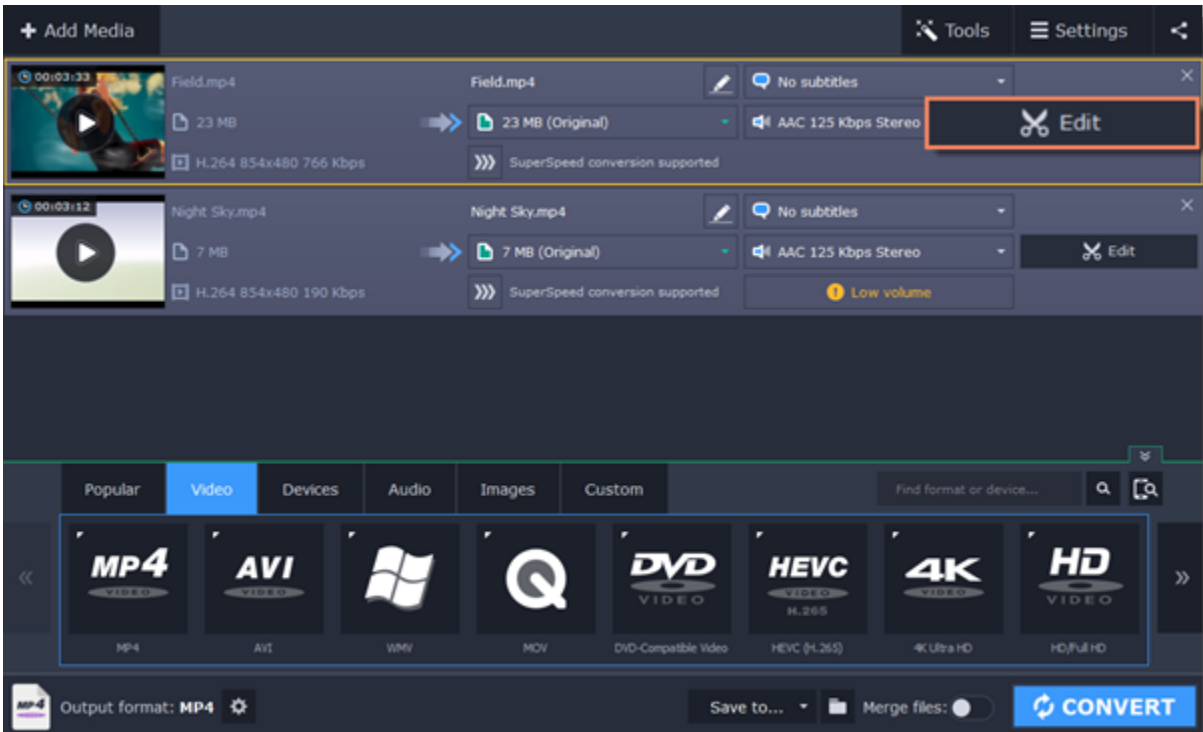 Add Media
Tools
Settings
00:03:33
Field.mp4
Field.mp4
No subtitles
23 MB
23 MB (Original)
AAC 125 Kbps Stereo
Edit
H.264 854x480 766 Kbps
SuperSpeed conversion supported
00:03:12
Night Sky.mp4
Night Sky.mp4
No subtitles
7 MB
7 MB (Original)
AAC 125 Kbps Stereo
Edit
H.264 854x480 190 Kbps
SuperSpeed conversion supported
Low volume
Popular
Video
Devices
Audio
Images
Custom
Find format or device...
MP4
VIDEO
AVI
VIDEO
DVD
VIDEO
HEVC
VIDEO
H.265
4K
VIDEO
HD
VIDEO
MP4
AVI
WMV
MOV
DVD-Compatible Video
HEVC (H.265)
4K Ultra HD
HD/Full HD
MP4
Output format: MP4
Save to...
Merge files:
CONVERT